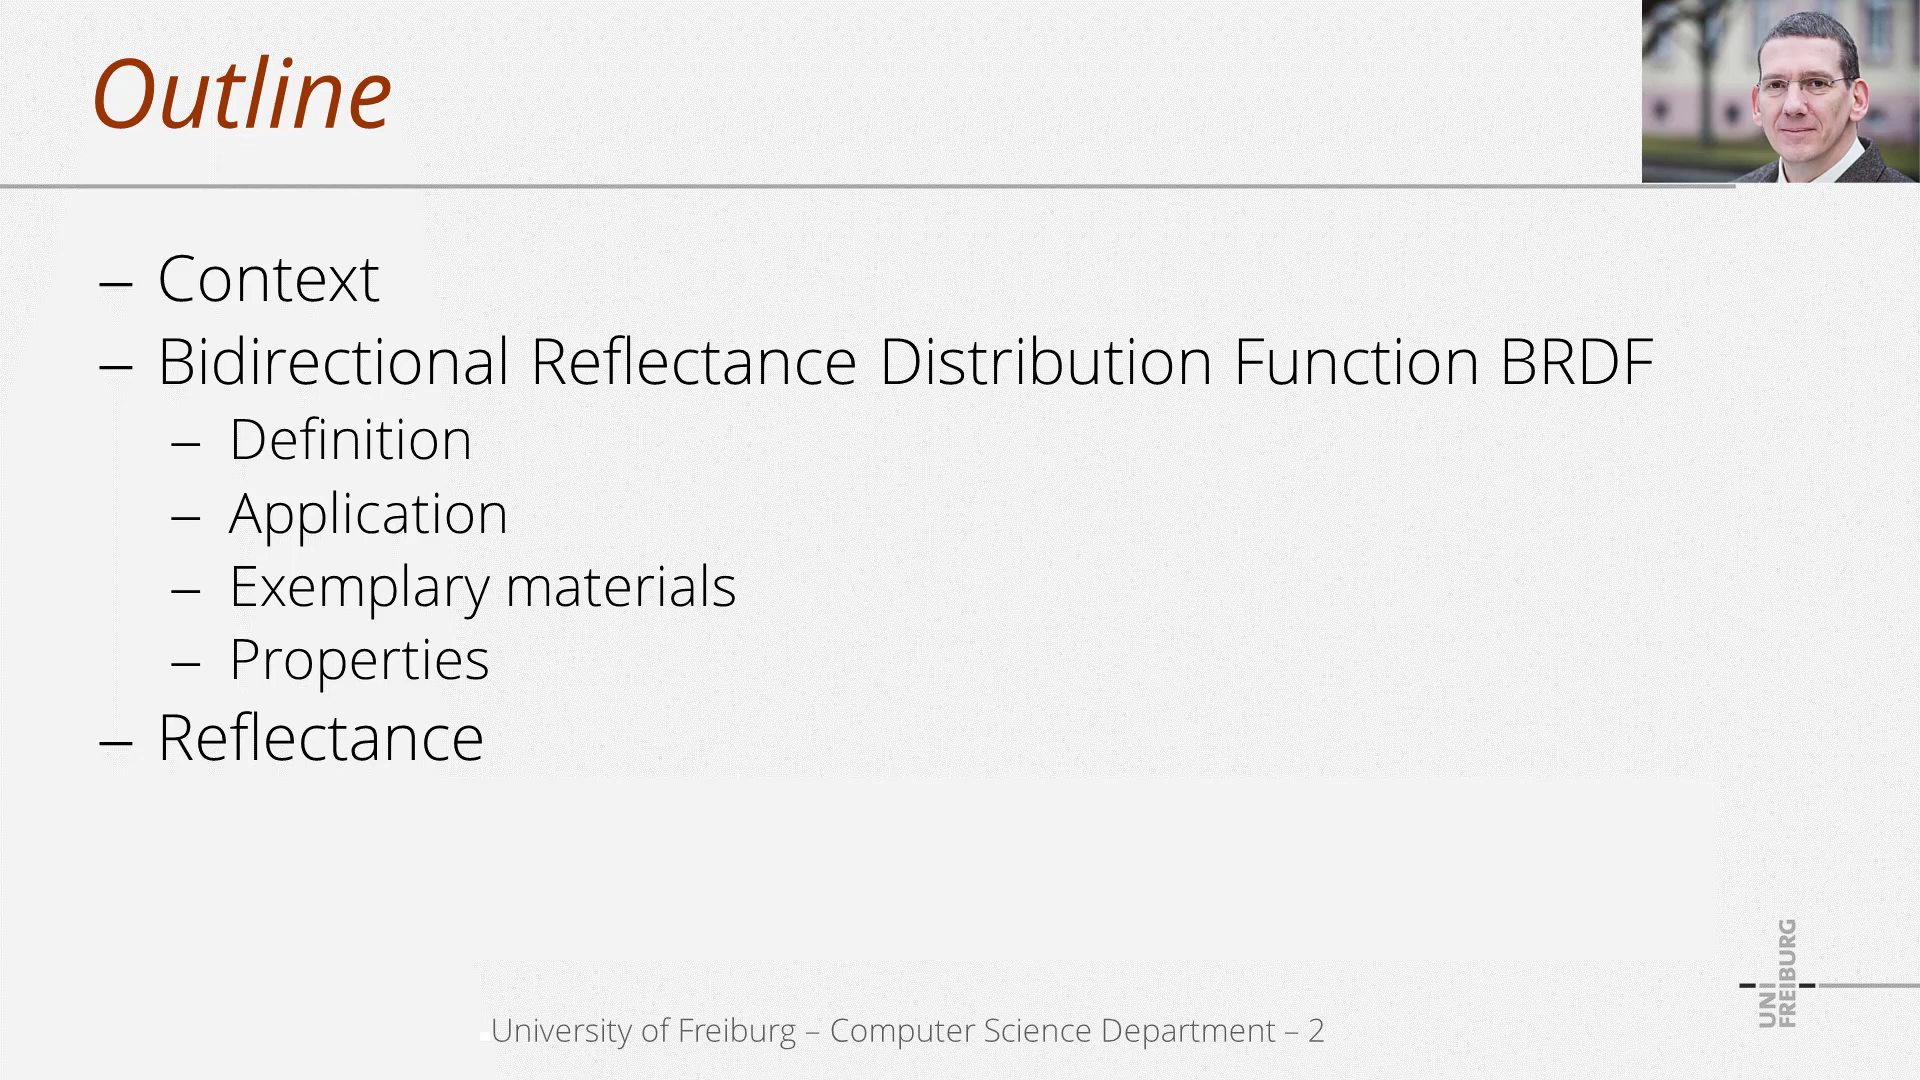 Outline
– Context
– Bidirectional Reflectance Distribution Function BRDF
– Definition
– Application
– Exemplary materials
– Properties
– Reflectance
UNI
FREIBURG
University of Freiburg – Computer Science Department – 2